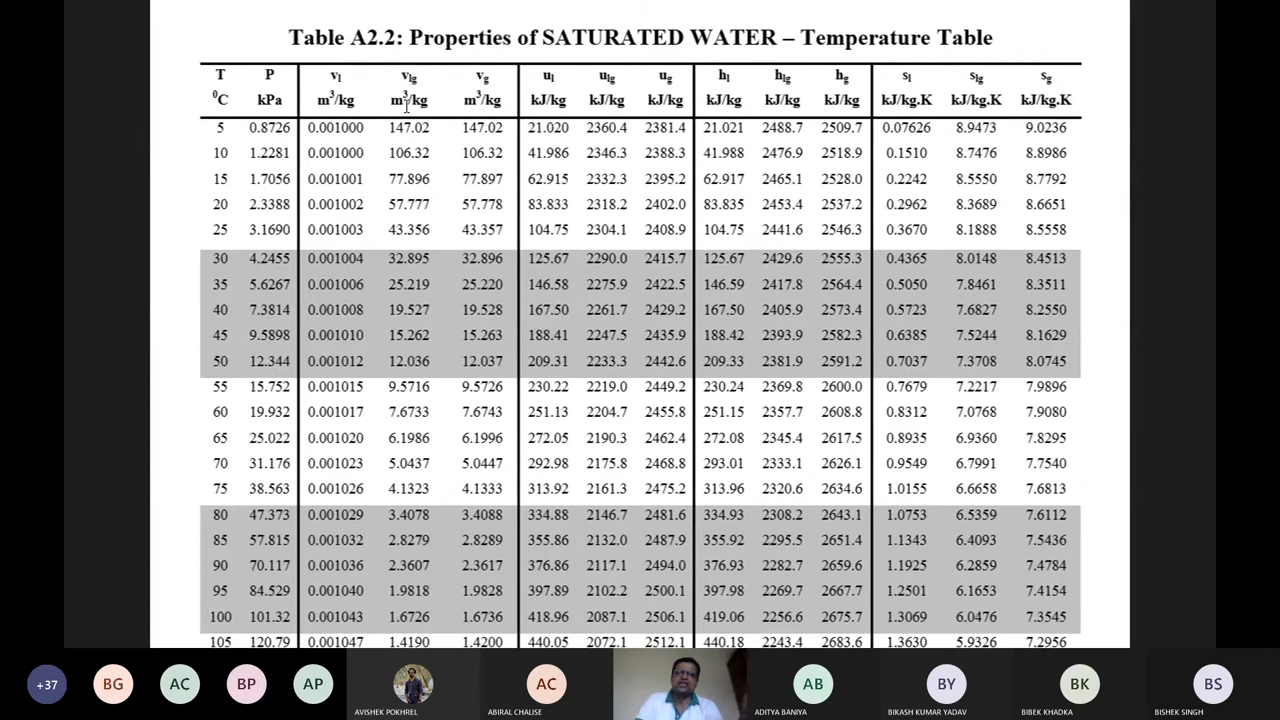 Table A2.2: Properties of SATURATED WATER – Temperature Table
T P vl vlg vg ul ulg ug hl hlg hg sl slg sg
⁰C kPa m³/kg m³/kg m³/kg kJ/kg kJ/kg kJ/kg kJ/kg kJ/kg kJ/kg kJ/kg.K kJ/kg.K kJ/kg.K
5 0.8726 0.001000 147.02 147.02 21.020 2360.4 2381.4 21.021 2488.7 2509.7 0.07626 8.9473 9.0236
10 1.2281 0.001000 106.32 106.32 41.986 2346.3 2388.3 41.988 2476.9 2518.9 0.1510 8.7476 8.8986
15 1.7056 0.001001 77.896 77.897 62.915 2332.3 2395.2 62.917 2465.1 2528.0 0.2242 8.5550 8.7792
20 2.3388 0.001002 57.777 57.778 83.833 2318.2 2402.0 83.835 2453.4 2537.2 0.2962 8.3689 8.6651
25 3.1690 0.001003 43.356 43.357 104.75 2304.1 2408.9 104.75 2441.6 2546.3 0.3670 8.1888 8.5558
30 4.2455 0.001004 32.895 32.896 125.67 2290.0 2415.7 125.67 2429.6 2555.3 0.4365 8.0148 8.4513
35 5.6267 0.001006 25.219 25.220 146.58 2275.9 2422.5 146.59 2417.8 2564.4 0.5050 7.8461 8.3511
40 7.3814 0.001008 19.527 19.528 167.50 2261.7 2429.2 167.50 2405.9 2573.4 0.5723 7.6827 8.2550
45 9.5898 0.001010 15.262 15.263 188.41 2247.5 2435.9 188.42 2393.9 2582.3 0.6385 7.5244 8.1629
50 12.344 0.001012 12.036 12.037 209.31 2233.3 2442.6 209.33 2381.9 2591.2 0.7037 7.3708 8.0745
55 15.752 0.001015 9.5716 9.5726 230.22 2219.0 2449.2 230.24 2369.8 2600.0 0.7679 7.2217 7.9896
60 19.932 0.001017 7.6733 7.6743 251.13 2204.7 2455.8 251.15 2357.7 2608.8 0.8312 7.0768 7.9080
65 25.022 0.001020 6.1986 6.1996 272.05 2190.3 2462.4 272.08 2345.4 2617.5 0.8935 6.9360 7.8295
70 31.176 0.001023 5.0437 5.0447 292.98 2175.8 2468.8 293.01 2333.1 2626.1 0.9549 6.7991 7.7540
75 38.563 0.001026 4.1323 4.1333 313.92 2161.3 2475.2 313.96 2320.6 2634.6 1.0155 6.6658 7.6813
80 47.373 0.001029 3.4078 3.4088 334.88 2146.7 2481.6 334.93 2308.2 2643.1 1.0753 6.5359 7.6112
85 57.815 0.001032 2.8279 2.8289 355.86 2132.0 2487.9 355.92 2295.5 2651.4 1.1343 6.4093 7.5436
90 70.117 0.001036 2.3607 2.3617 376.86 2117.1 2494.0 376.93 2282.7 2659.6 1.1925 6.2859 7.4784
95 84.529 0.001040 1.9818 1.9828 397.89 2102.2 2500.1 397.98 2269.7 2667.7 1.2501 6.1653 7.4154
100 101.32 0.001043 1.6726 1.6736 418.96 2087.1 2506.1 419.06 2256.6 2675.7 1.3069 6.0476 7.3545
105 120.79 0.001047 1.4190 1.4200 440.05 2072.1 2512.1 440.18 2243.4 2683.6 1.3630 5.9326 7.2956
+37 BG AC BP AP AC AB BY BK BS
AVISHEK POKHREL ABIRAL CHALISE ADITYA BANIYA BIKASH KUMAR YADAV BIBEK KHADKA BISHEK SINGH